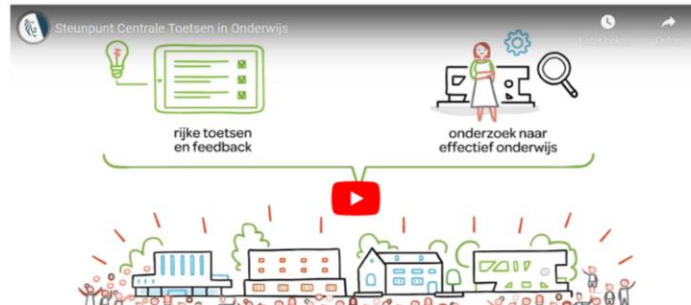 Steunpunt Centrale Toetsen in Onderwijs
rijke toetsen
en feedback
onderzoek naar
effectief onderwijs